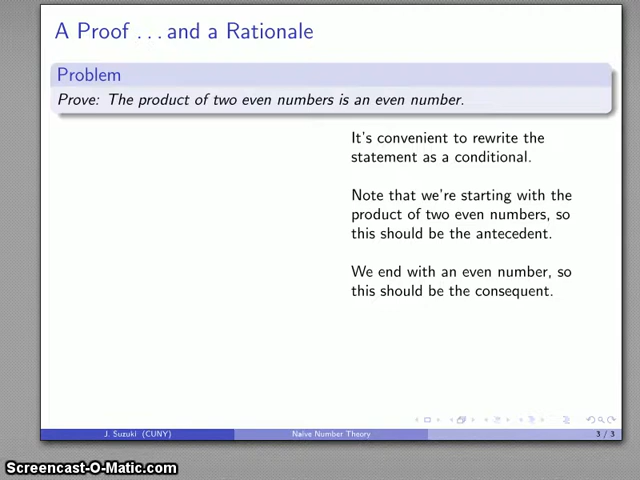 A Proof ... and a Rationale
Problem
Prove: The product of two even numbers is an even number.
It's convenient to rewrite the
statement as a conditional.
Note that we're starting with the
product of two even numbers, so
this should be the antecedent.
We end with an even number, so
this should be the consequent.
J. Suzuki (CUNY)
Naïve Number Theory
3 / 3
Screencast-O-Matic.com